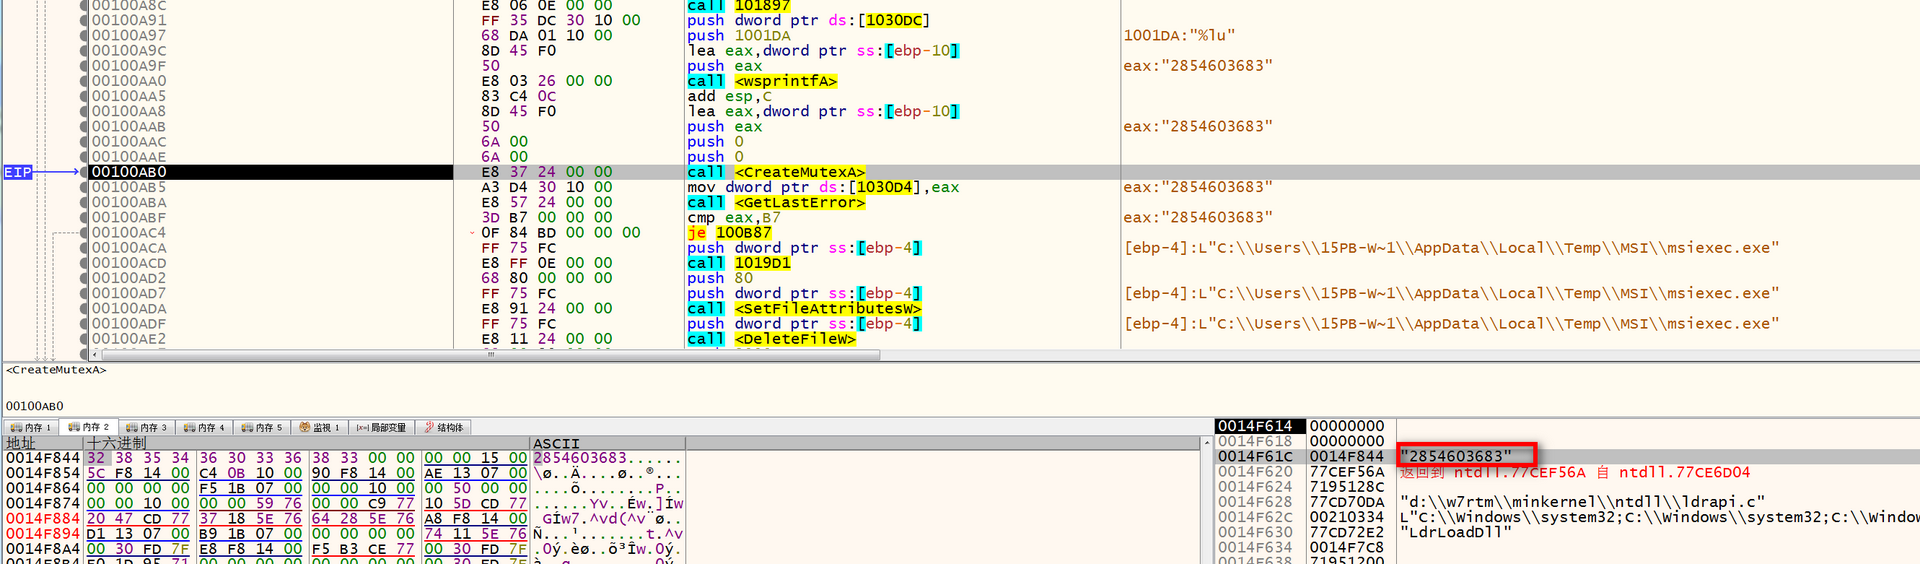 00100A8C E8 06 0E 00 00 call 101897
00100A91 FF 35 DC 30 10 00 push dword ptr ds:[1030DC]
00100A97 68 DA 01 10 00 push 1001DA 1001DA:"%lu"
00100A9C 8D 45 F0 lea eax,dword ptr ss:[ebp-10]
00100A9F 50 push eax eax:"2854603683"
00100AA0 E8 03 26 00 00 call <wsprintfA>
00100AA5 83 C4 0C add esp,C
00100AA8 8D 45 F0 lea eax,dword ptr ss:[ebp-10]
00100AAB 50 push eax eax:"2854603683"
00100AAC 6A 00 push 0
00100AAE 6A 00 push 0
EIP 00100AB0 E8 37 24 00 00 call <CreateMutexA>
00100AB5 A3 D4 30 10 00 mov dword ptr ds:[1030D4],eax eax:"2854603683"
00100ABA E8 57 24 00 00 call <GetLastError>
00100ABF 3D B7 00 00 00 cmp eax,B7 eax:"2854603683"
00100AC4 0F 84 BD 00 00 00 je 100B87
00100ACA FF 75 FC push dword ptr ss:[ebp-4] [ebp-4]:L"C:\\Users\\15PB-W~1\\AppData\\Local\\Temp\\MSI\\msiexec.exe"
00100ACD E8 FF 0E 00 00 call 1019D1
00100AD2 68 80 00 00 00 push 80
00100AD7 FF 75 FC push dword ptr ss:[ebp-4] [ebp-4]:L"C:\\Users\\15PB-W~1\\AppData\\Local\\Temp\\MSI\\msiexec.exe"
00100ADA E8 91 24 00 00 call <SetFileAttributesW>
00100ADF FF 75 FC push dword ptr ss:[ebp-4] [ebp-4]:L"C:\\Users\\15PB-W~1\\AppData\\Local\\Temp\\MSI\\msiexec.exe"
00100AE2 E8 11 24 00 00 call <DeleteFileW>
<CreateMutexA>
00100AB0
内存 1 内存 2 内存 3 内存 4 内存 5 监视 1 [x=] 局部变量 结构体
地址 十六进制 ASCII
0014F844 32 38 35 34 36 30 33 36 38 33 00 00 00 00 15 00 2854603683......
0014F854 5C F8 14 00 C4 0B 10 00 90 F8 14 00 AE 13 07 00 \ø..Ä....ø..®...
0014F864 00 00 00 00 F5 1B 07 00 00 00 10 00 00 50 00 00 ....õ........P..
0014F874 00 00 10 00 00 00 59 76 00 00 C9 77 10 5D CD 77 ......Yv..Éw.]Íw
0014F884 20 47 CD 77 37 18 5E 76 64 28 5E 76 A8 F8 14 00 GÍw7.^vd(^v¨ø..
0014F894 D1 13 07 00 B9 1B 07 00 00 00 00 00 74 11 5E 76 Ñ...¹.......t.^v
0014F8A4 00 30 FD 7F E8 F8 14 00 F5 B3 CE 77 00 30 FD 7F .0ý.èø..õ³Îw.0ý.
0014F614 00000000
0014F618 00000000
0014F61C 0014F844 "2854603683"
0014F620 77CEF56A 返回到 ntdll.77CEF56A 自 ntdll.77CE6D04
0014F624 7195128C
0014F628 77CD70DA "d:\\w7rtm\\minkernel\\ntdll\\ldrapi.c"
0014F62C 00210334 L"C:\\Windows\\system32;C:\\Windows\\system32;C:\\Window
0014F630 77CD72E2 "LdrLoadDll"
0014F634 0014F7C8
0014F638 71951200